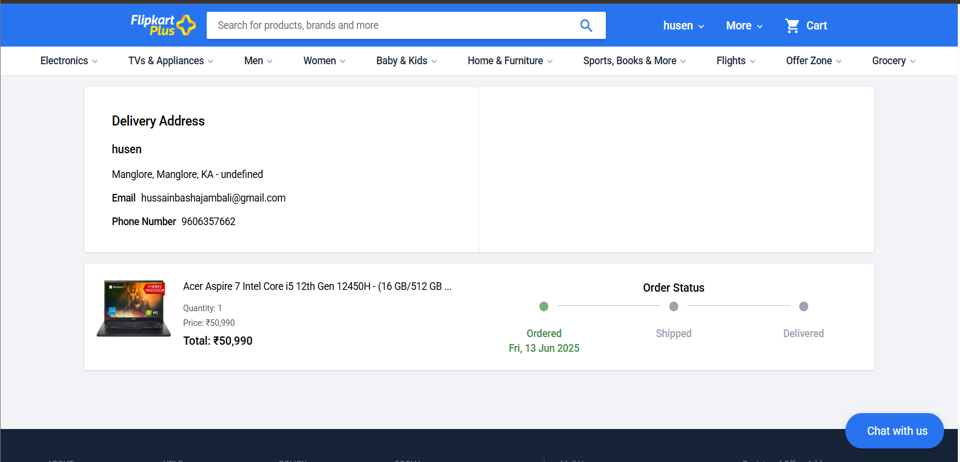 Flipkart
Plus
Search for products, brands and more
husen
More
Cart
Electronics
TVs & Appliances
Men
Women
Baby & Kids
Home & Furniture
Sports, Books & More
Flights
Offer Zone
Grocery
Delivery Address
husen
Manglore, Manglore, KA - undefined
Email hussainbashajambali@gmail.com
Phone Number 9606357662
Acer Aspire 7 Intel Core i5 12th Gen 12450H - (16 GB/512 GB ...
Quantity: 1
Price: ₹50,990
Total: ₹50,990
Order Status
Ordered
Shipped
Delivered
Fri, 13 Jun 2025
Chat with us